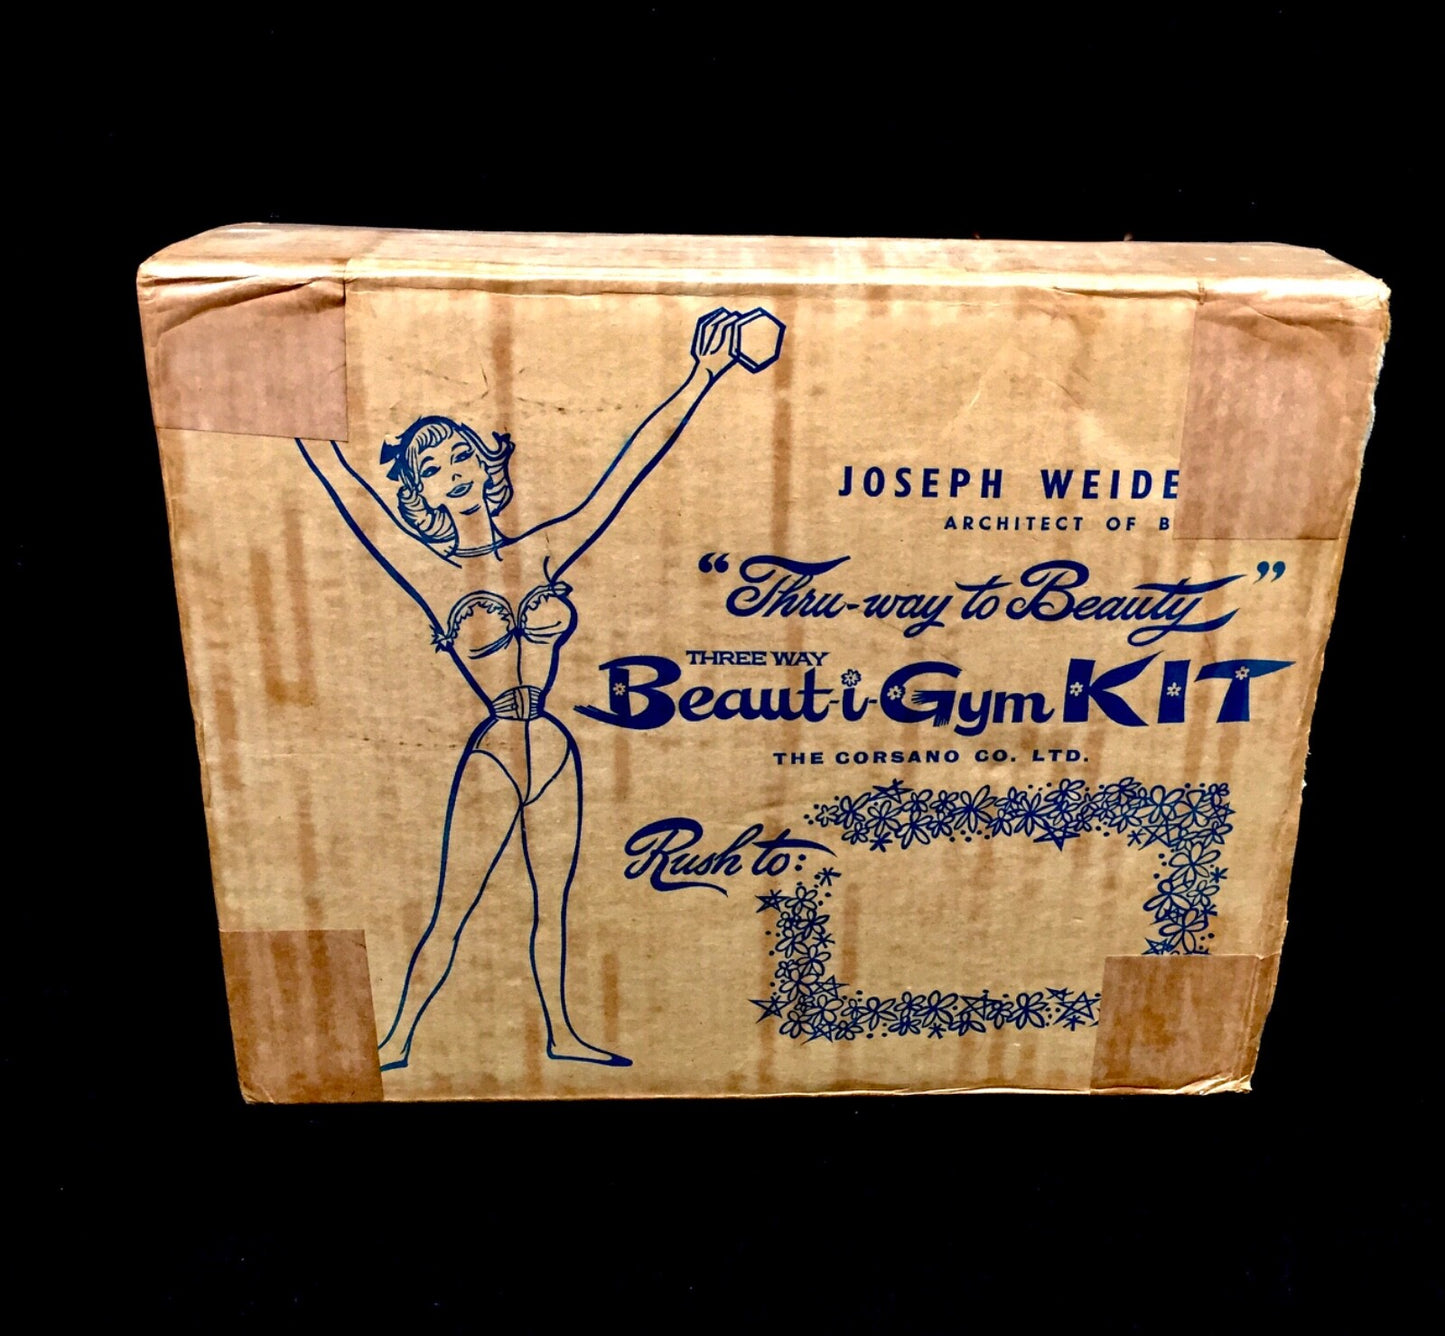 JOSEPH WEIDE
ARCHITECT OF B
“Thru-way to Beauty”
THREE WAY
Beaut-i-Gym KIT
THE CORSANO CO. LTD.
Rush to: